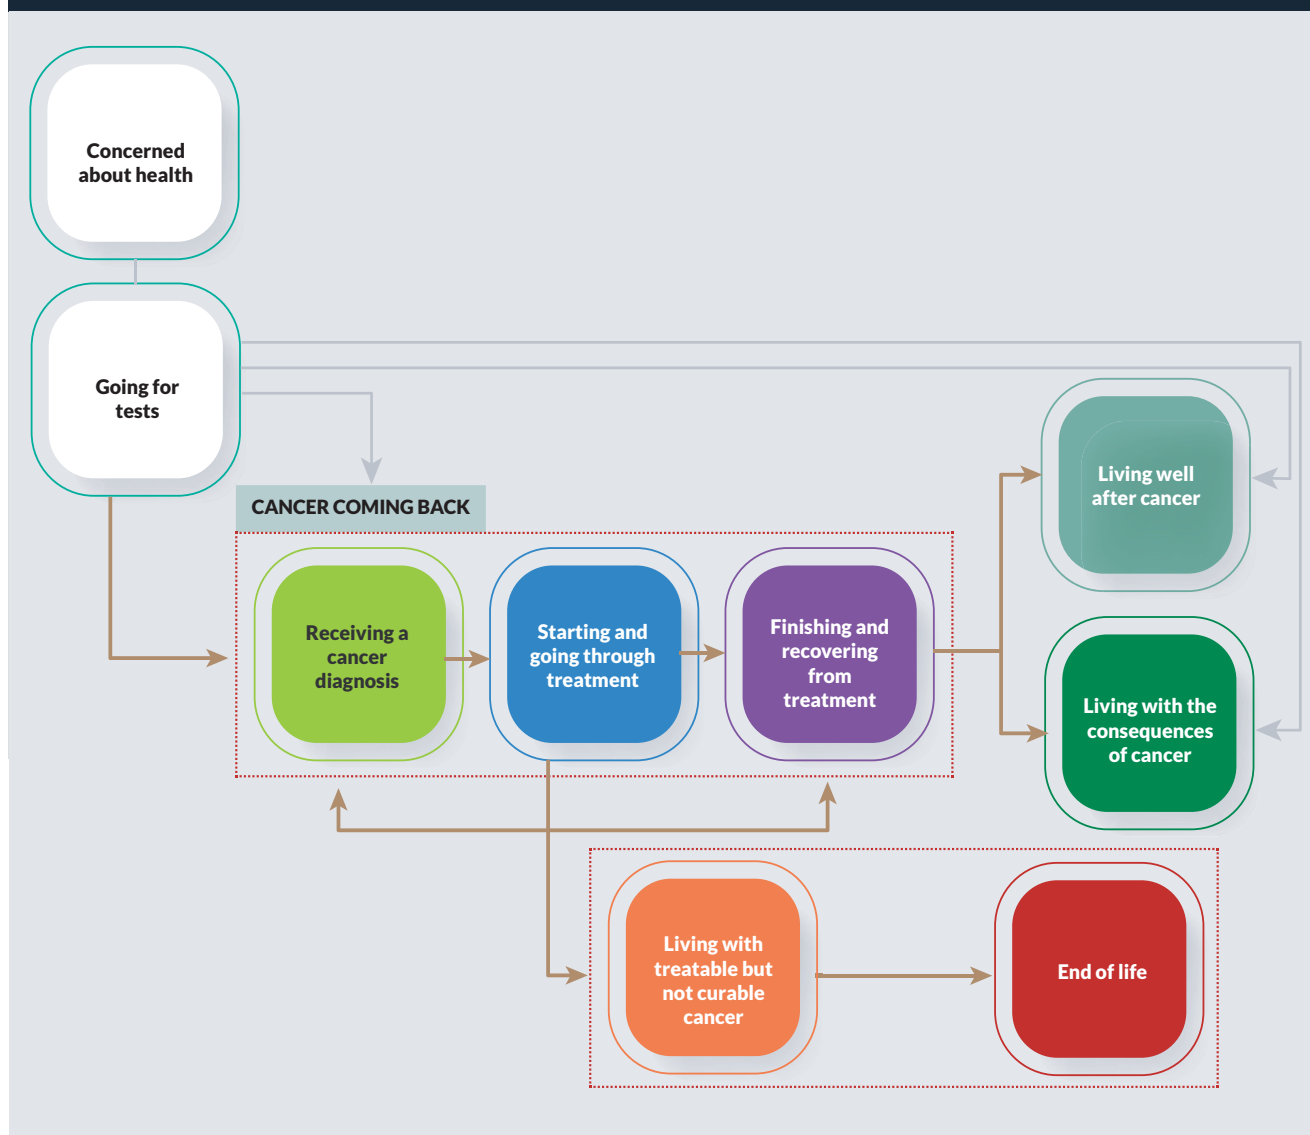 Concerned
about health
Going for
tests
CANCER COMING BACK
Receiving a
cancer
diagnosis
Starting and
going through
treatment
Finishing and
recovering
from
treatment
Living well
after cancer
Living with the
consequences
of cancer
Living with
treatable but
not curable
cancer
End of life